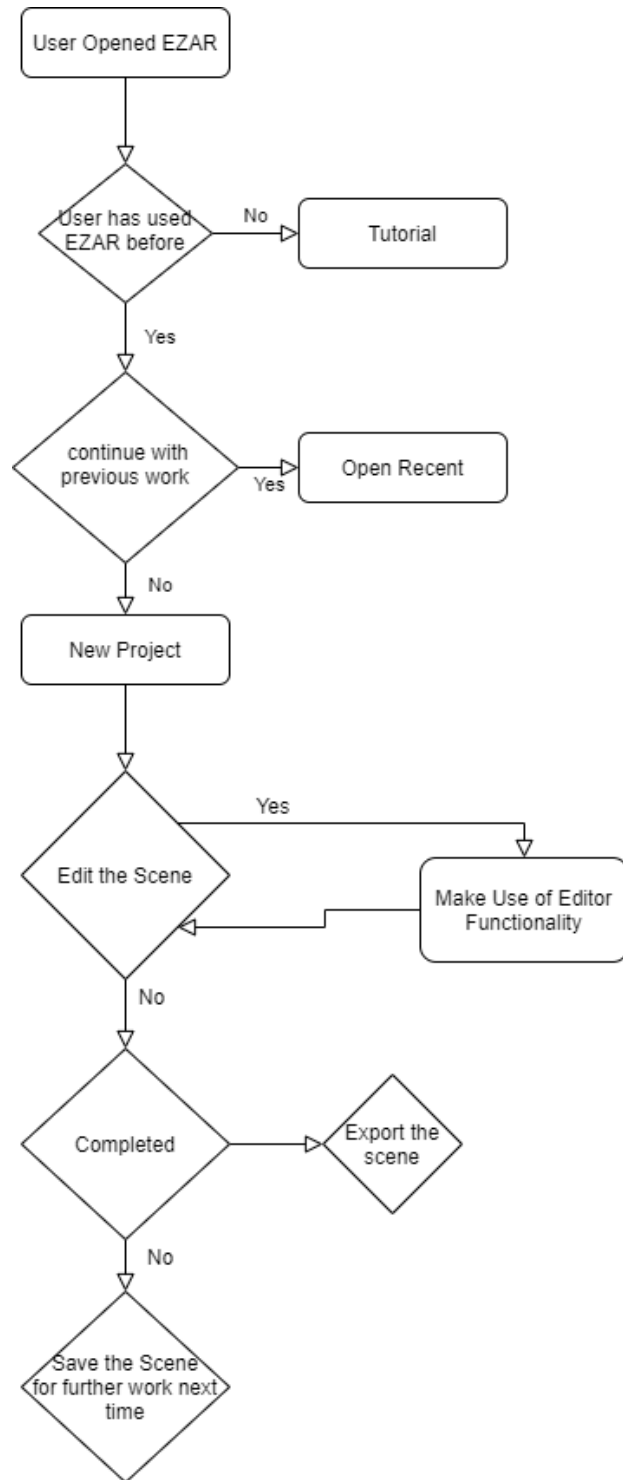 User Opened EZAR
User has used
EZAR before
No
Tutorial
Yes
continue with
previous work
Yes
Open Recent
No
New Project
Yes
Edit the Scene
Make Use of Editor
Functionality
No
Completed
Export the
scene
No
Save the Scene
for further work next
time